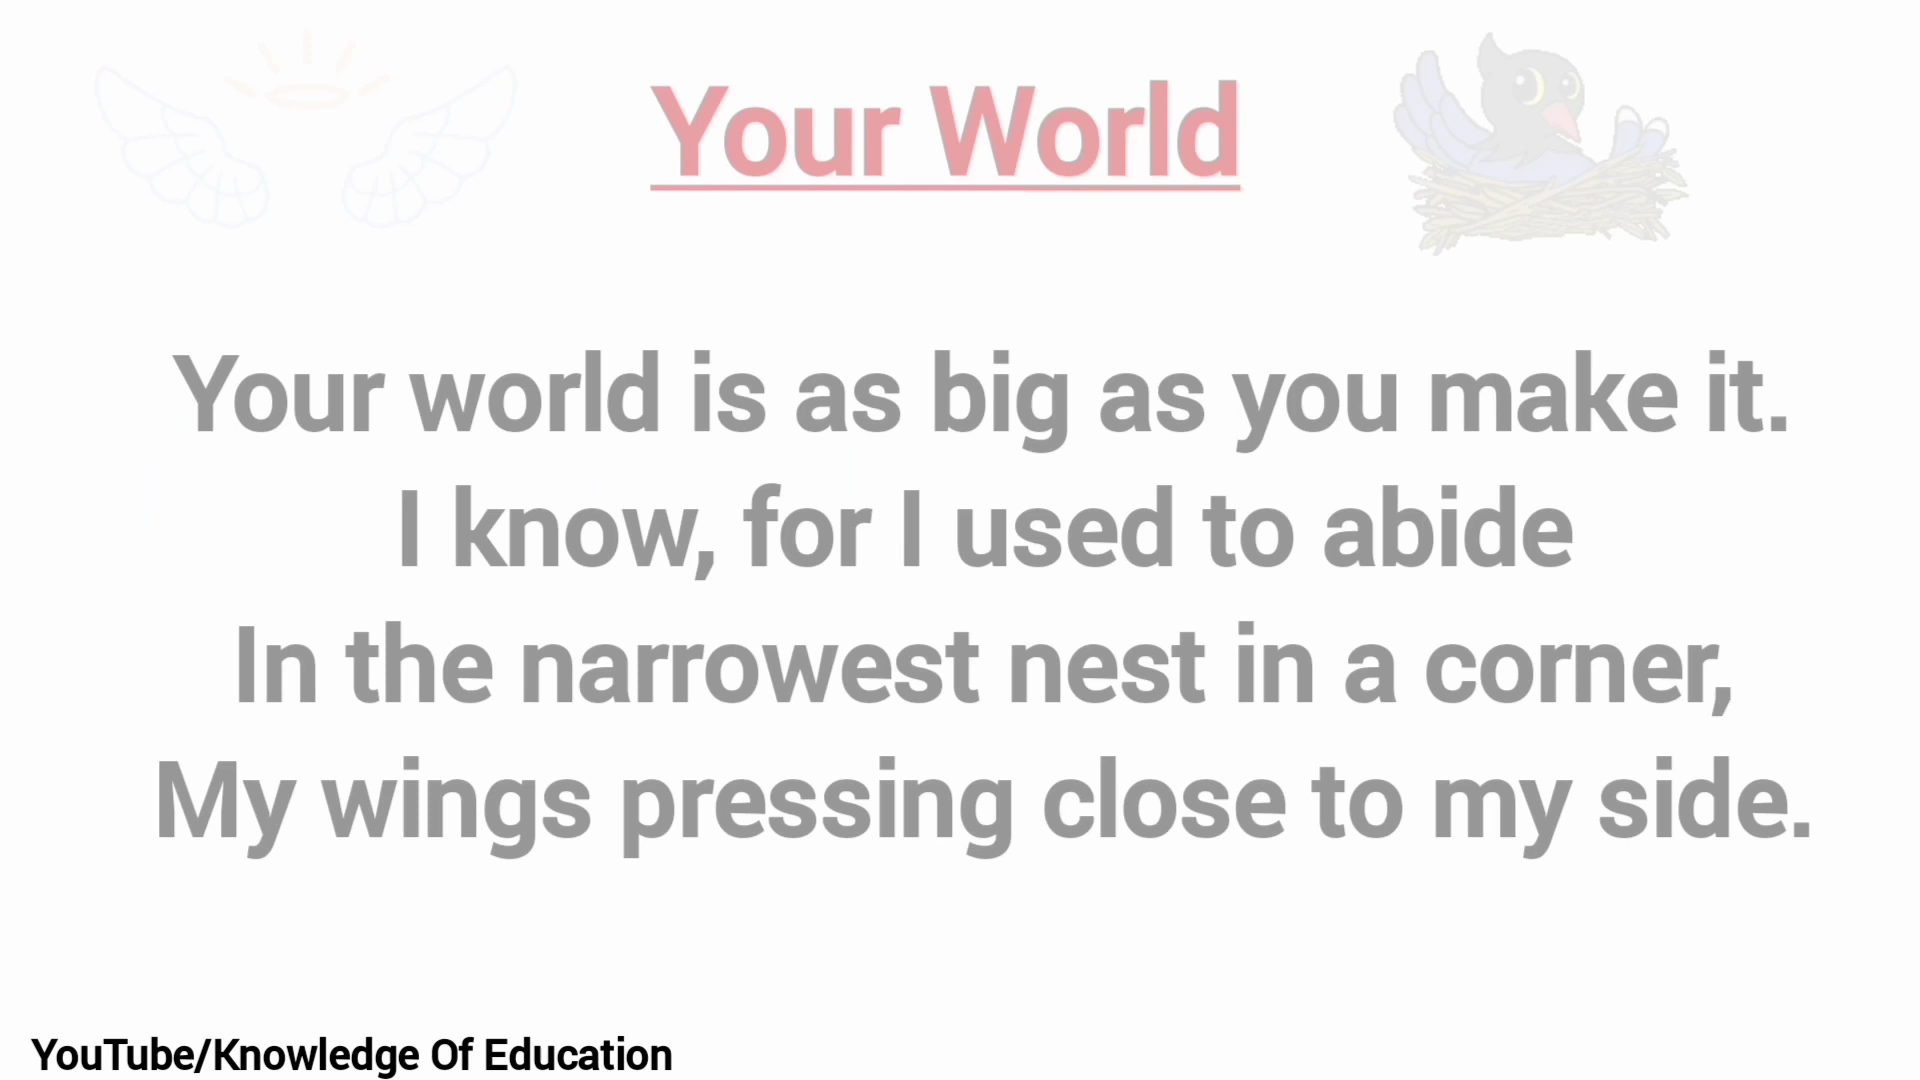 Your World
Your world is as big as you make it.
I know, for I used to abide
In the narrowest nest in a corner,
My wings pressing close to my side.
YouTube/Knowledge Of Education